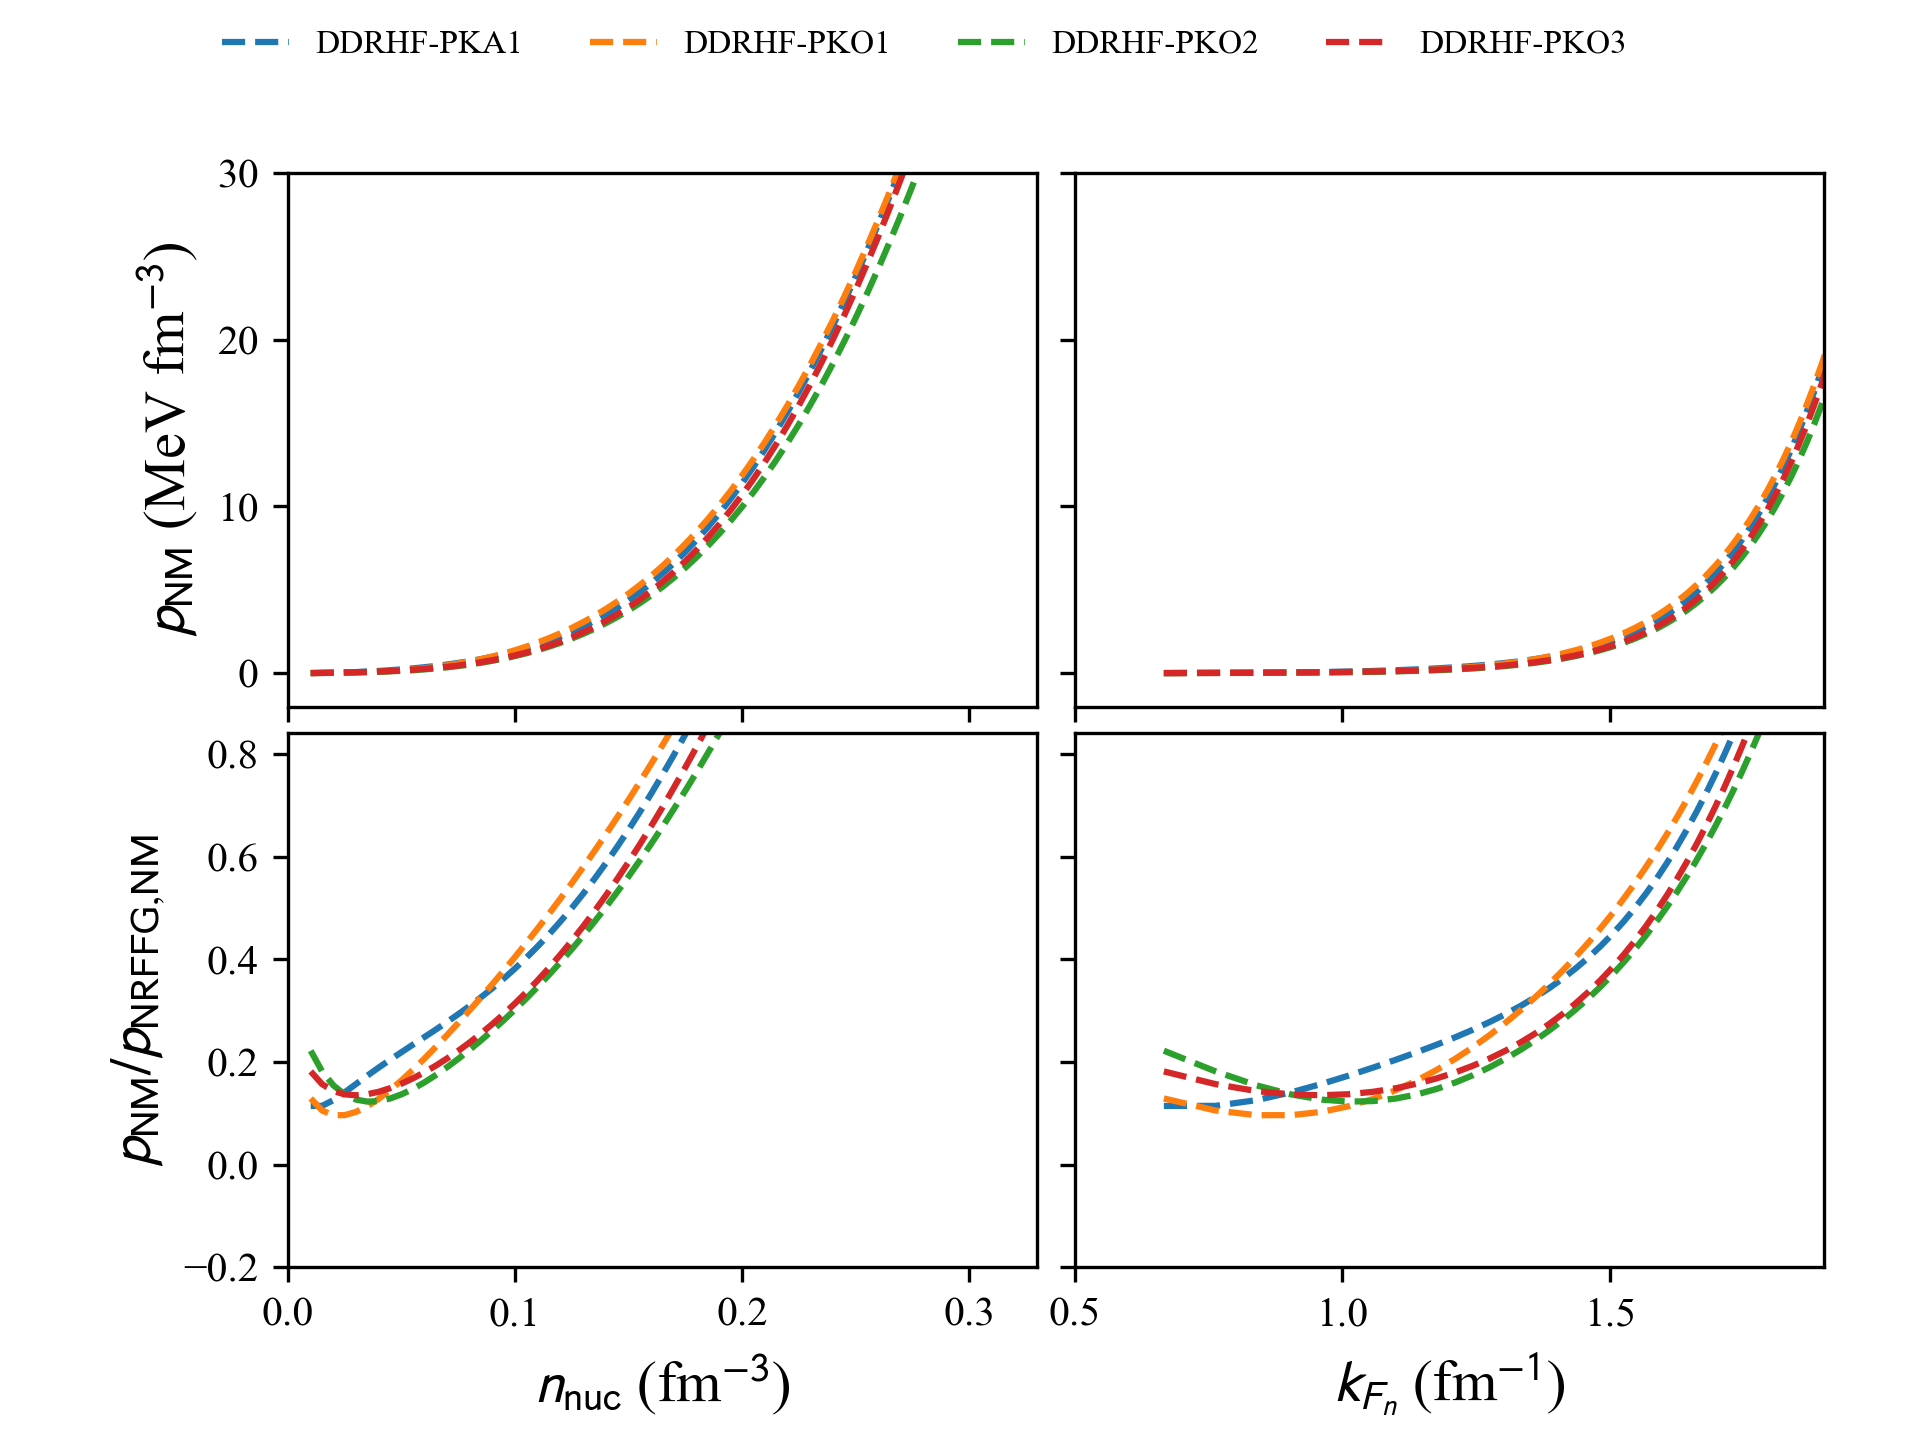 DDRHF-PKA1 DDRHF-PKO1 DDRHF-PKO2 DDRHF-PKO3
30
20
10
0
p_NM (MeV fm⁻³)
0.8
0.6
0.4
0.2
0.0
−0.2
p_NM/p_NRFFG,NM
0.0 0.1 0.2 0.3
n_nuc (fm⁻³)
0.5 1.0 1.5
k_F_n (fm⁻¹)